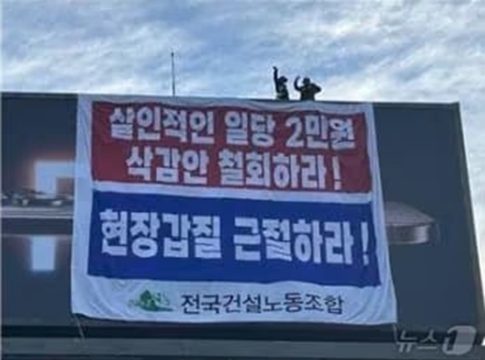 살인적인 일당 2만원
삭감안 철회하라!
현장갑질 근절하라!
전국건설노동조합
뉴스1